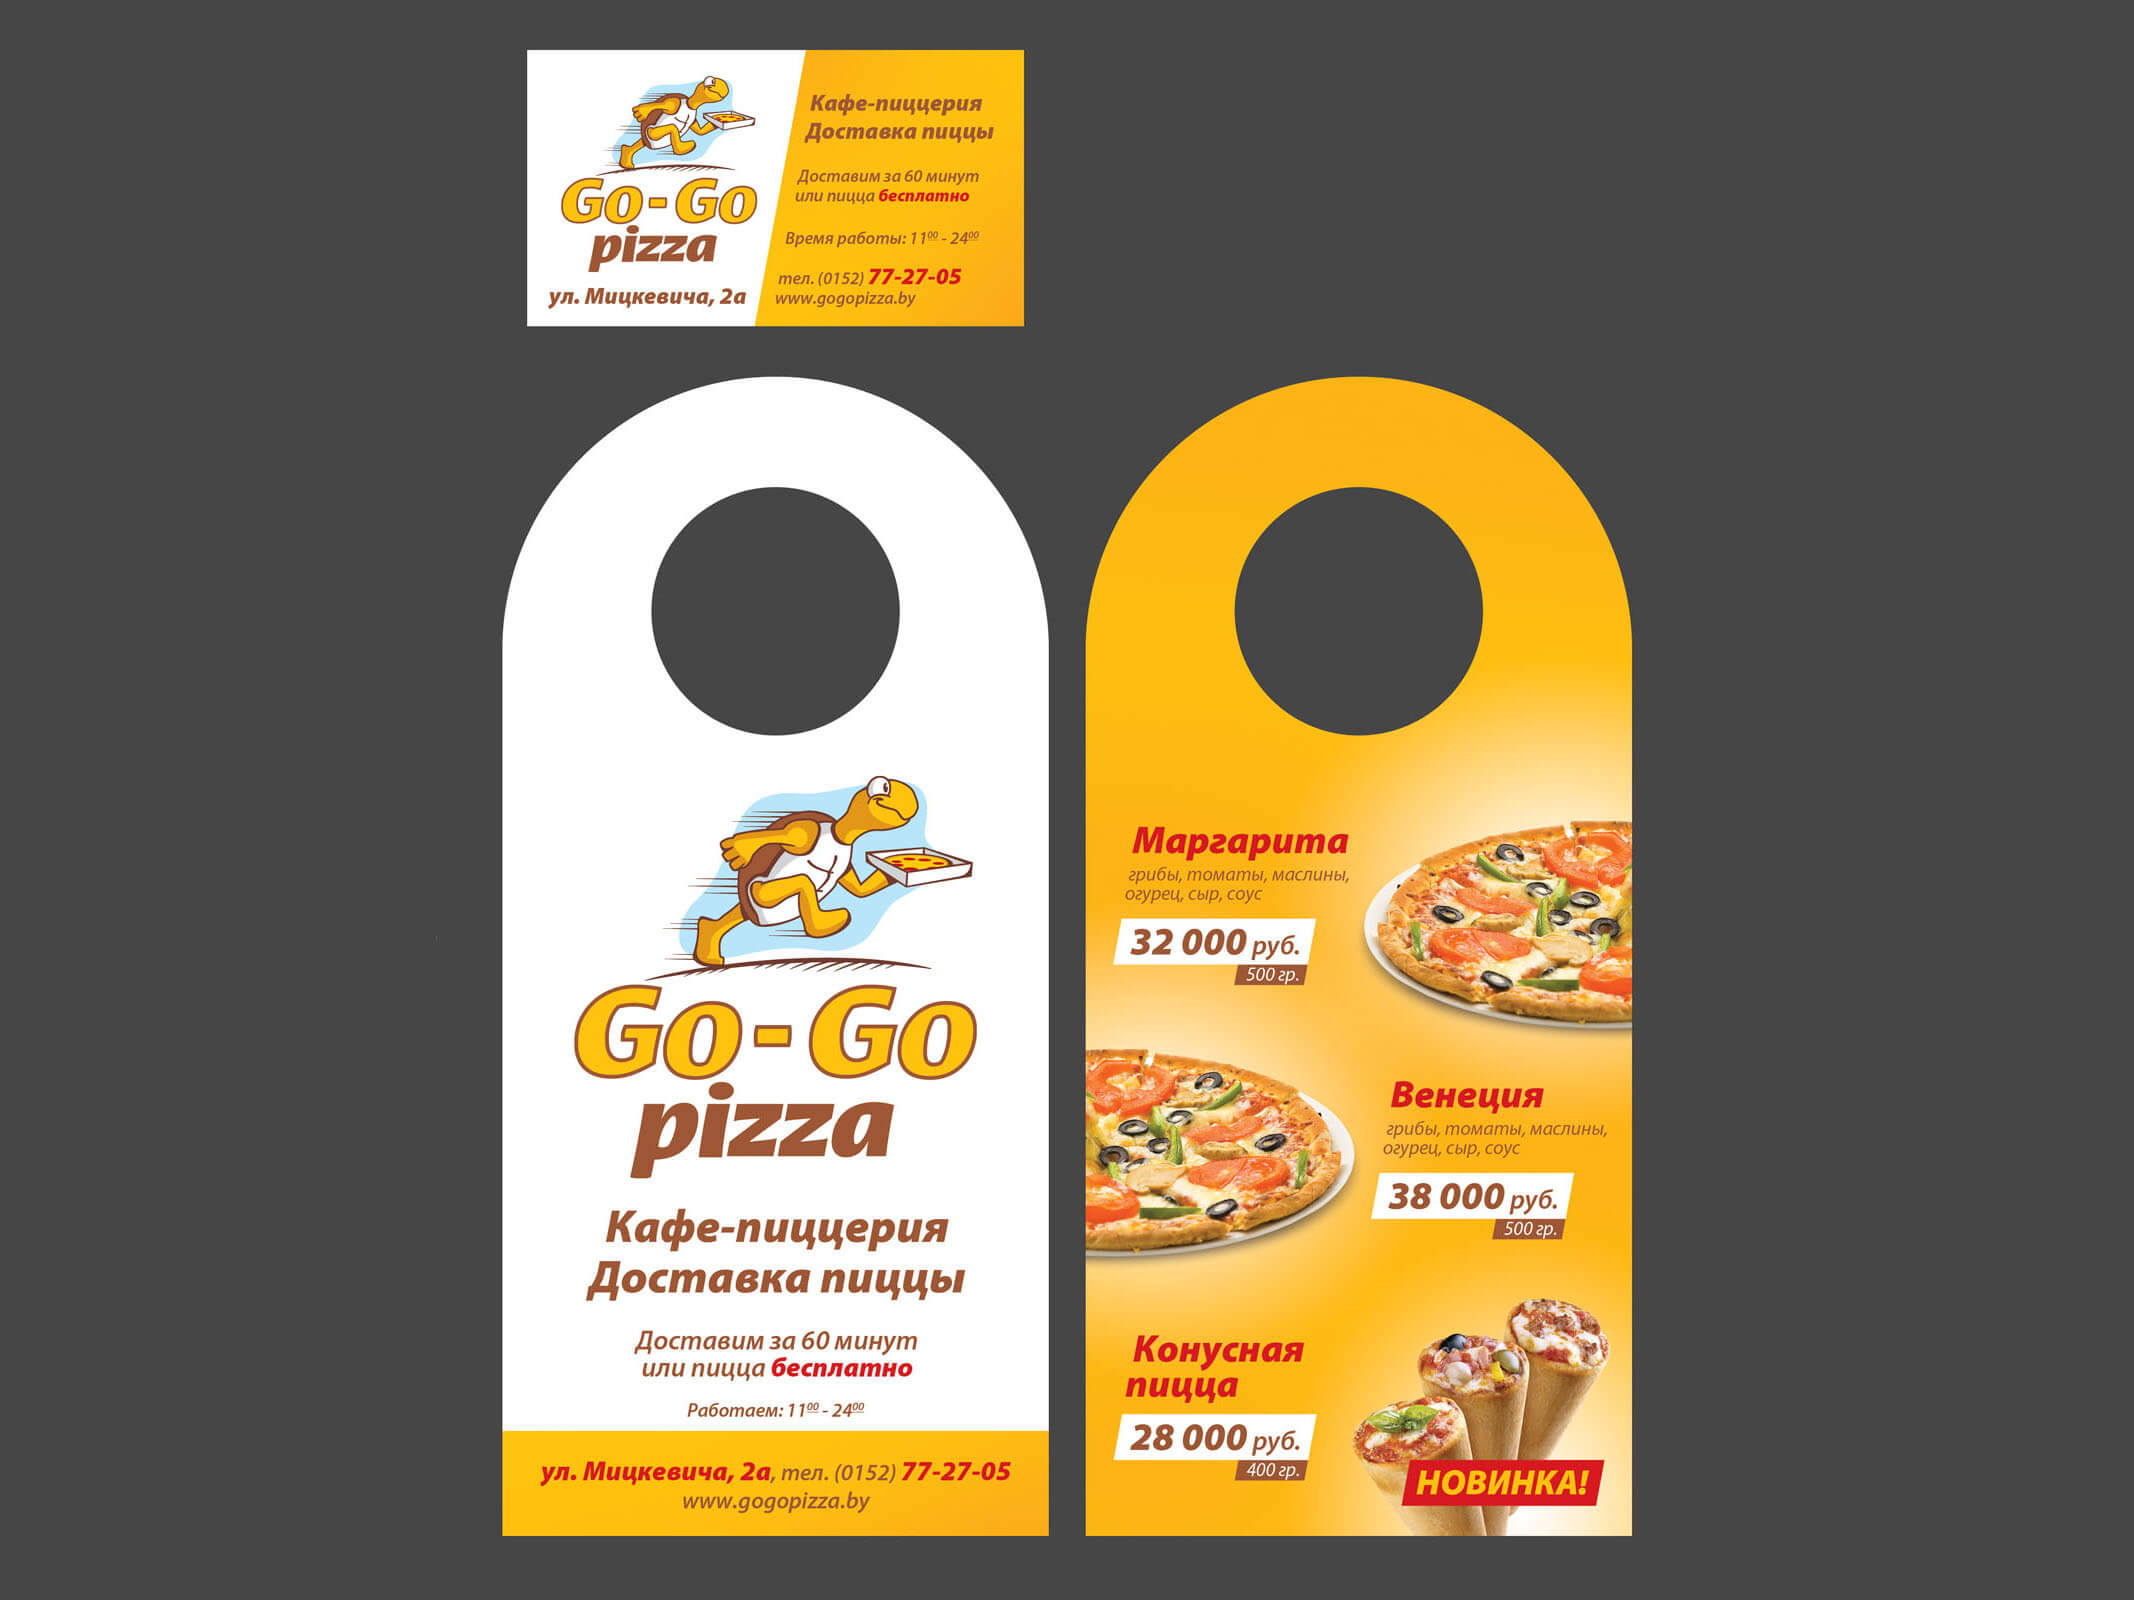 Go-Go
pizza
ул. Мицкевича, 2а
Кафе-пиццерия
Доставка пиццы
Доставим за 60 минут
или пицца бесплатно
Время работы: 11⁰⁰ - 24⁰⁰
тел. (0152) 77-27-05
www.gogopizza.by
Go-Go
pizza
Кафе-пиццерия
Доставка пиццы
Доставим за 60 минут
или пицца бесплатно
Работаем: 11⁰⁰ - 24⁰⁰
ул. Мицкевича, 2а, тел. (0152) 77-27-05
www.gogopizza.by
Маргарита
грибы, томаты, маслины,
огурец, сыр, соус
32 000 руб.
500 гр.
Венеция
грибы, томаты, маслины,
огурец, сыр, соус
38 000 руб.
500 гр.
Конусная
пицца
28 000 руб.
400 гр.
НОВИНКА!